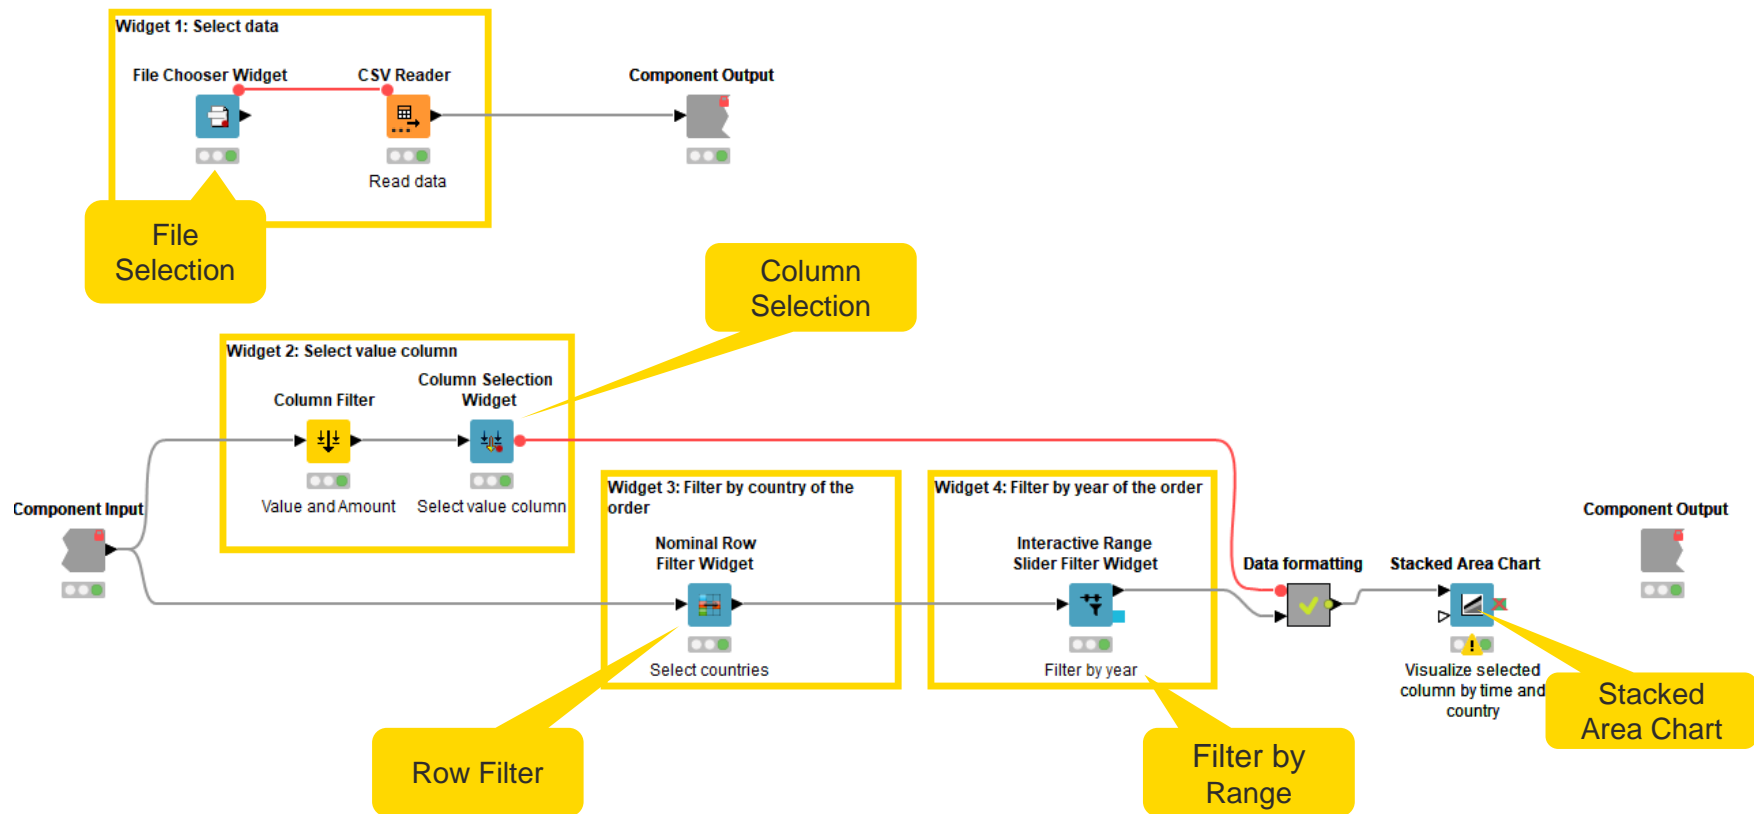 Widget 1: Select data
File Chooser Widget
CSV Reader
Component Output
Read data
File
Selection
Column
Selection
Widget 2: Select value column
Column Filter
Column Selection
Widget
Value and Amount
Select value column
Component Input
Widget 3: Filter by country of the
order
Nominal Row
Filter Widget
Select countries
Widget 4: Filter by year of the order
Interactive Range
Slider Filter Widget
Filter by year
Data formatting
Stacked Area Chart
Visualize selected
column by time and
country
Component Output
Row Filter
Filter by
Range
Stacked
Area Chart